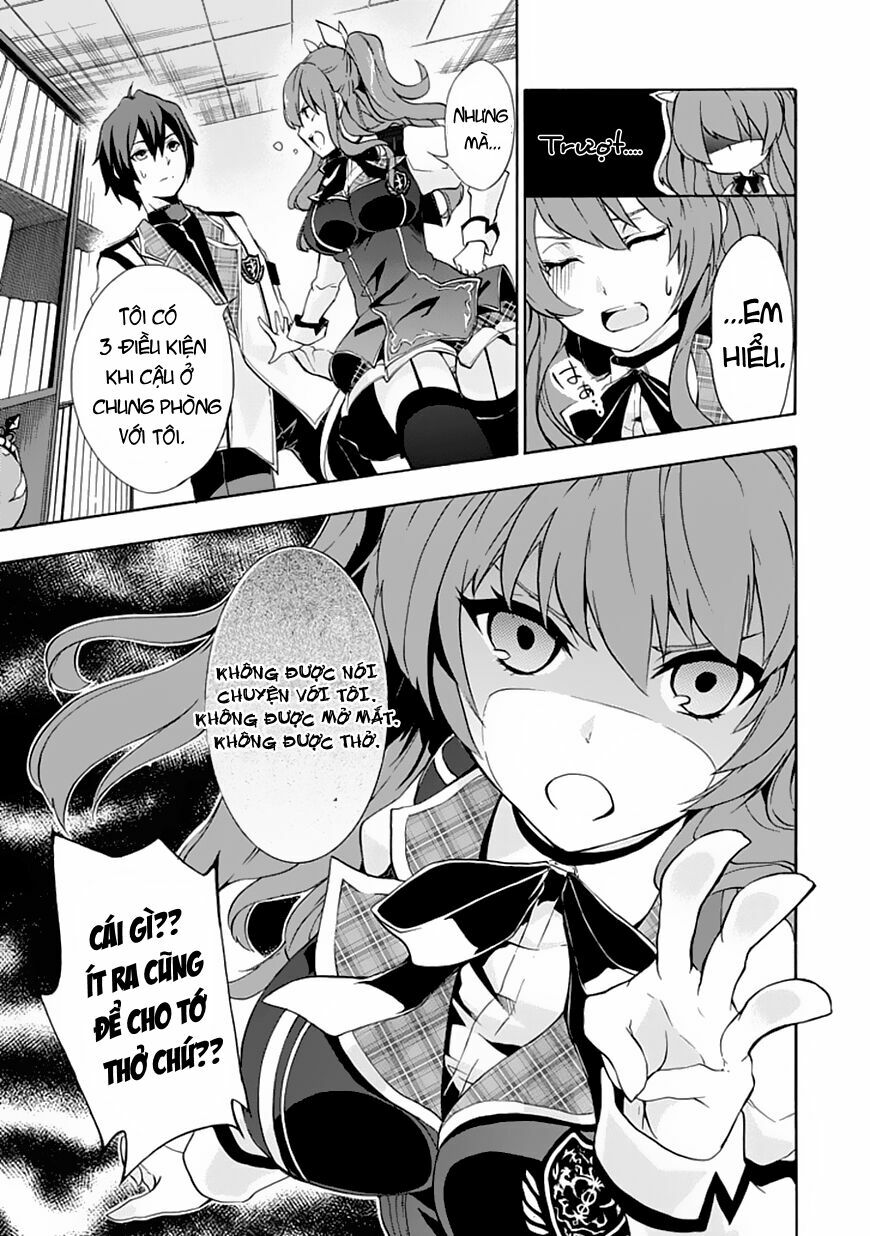 Trượt....
...EM
HIỂU.
はぁ…
NHƯNG
MÀ...
TÔI CÓ
3 ĐIỀU KIỆN
KHI CẬU Ở
CHUNG PHÒNG
VỚI TÔI.
KHÔNG ĐƯỢC NÓI
CHUYỆN VỚI TÔI.
KHÔNG ĐƯỢC MỞ MẮT.
KHÔNG ĐƯỢC THỞ.
CÁI GÌ??
ÍT RA CŨNG
ĐỂ CHO TỚ
THỞ CHỨ??